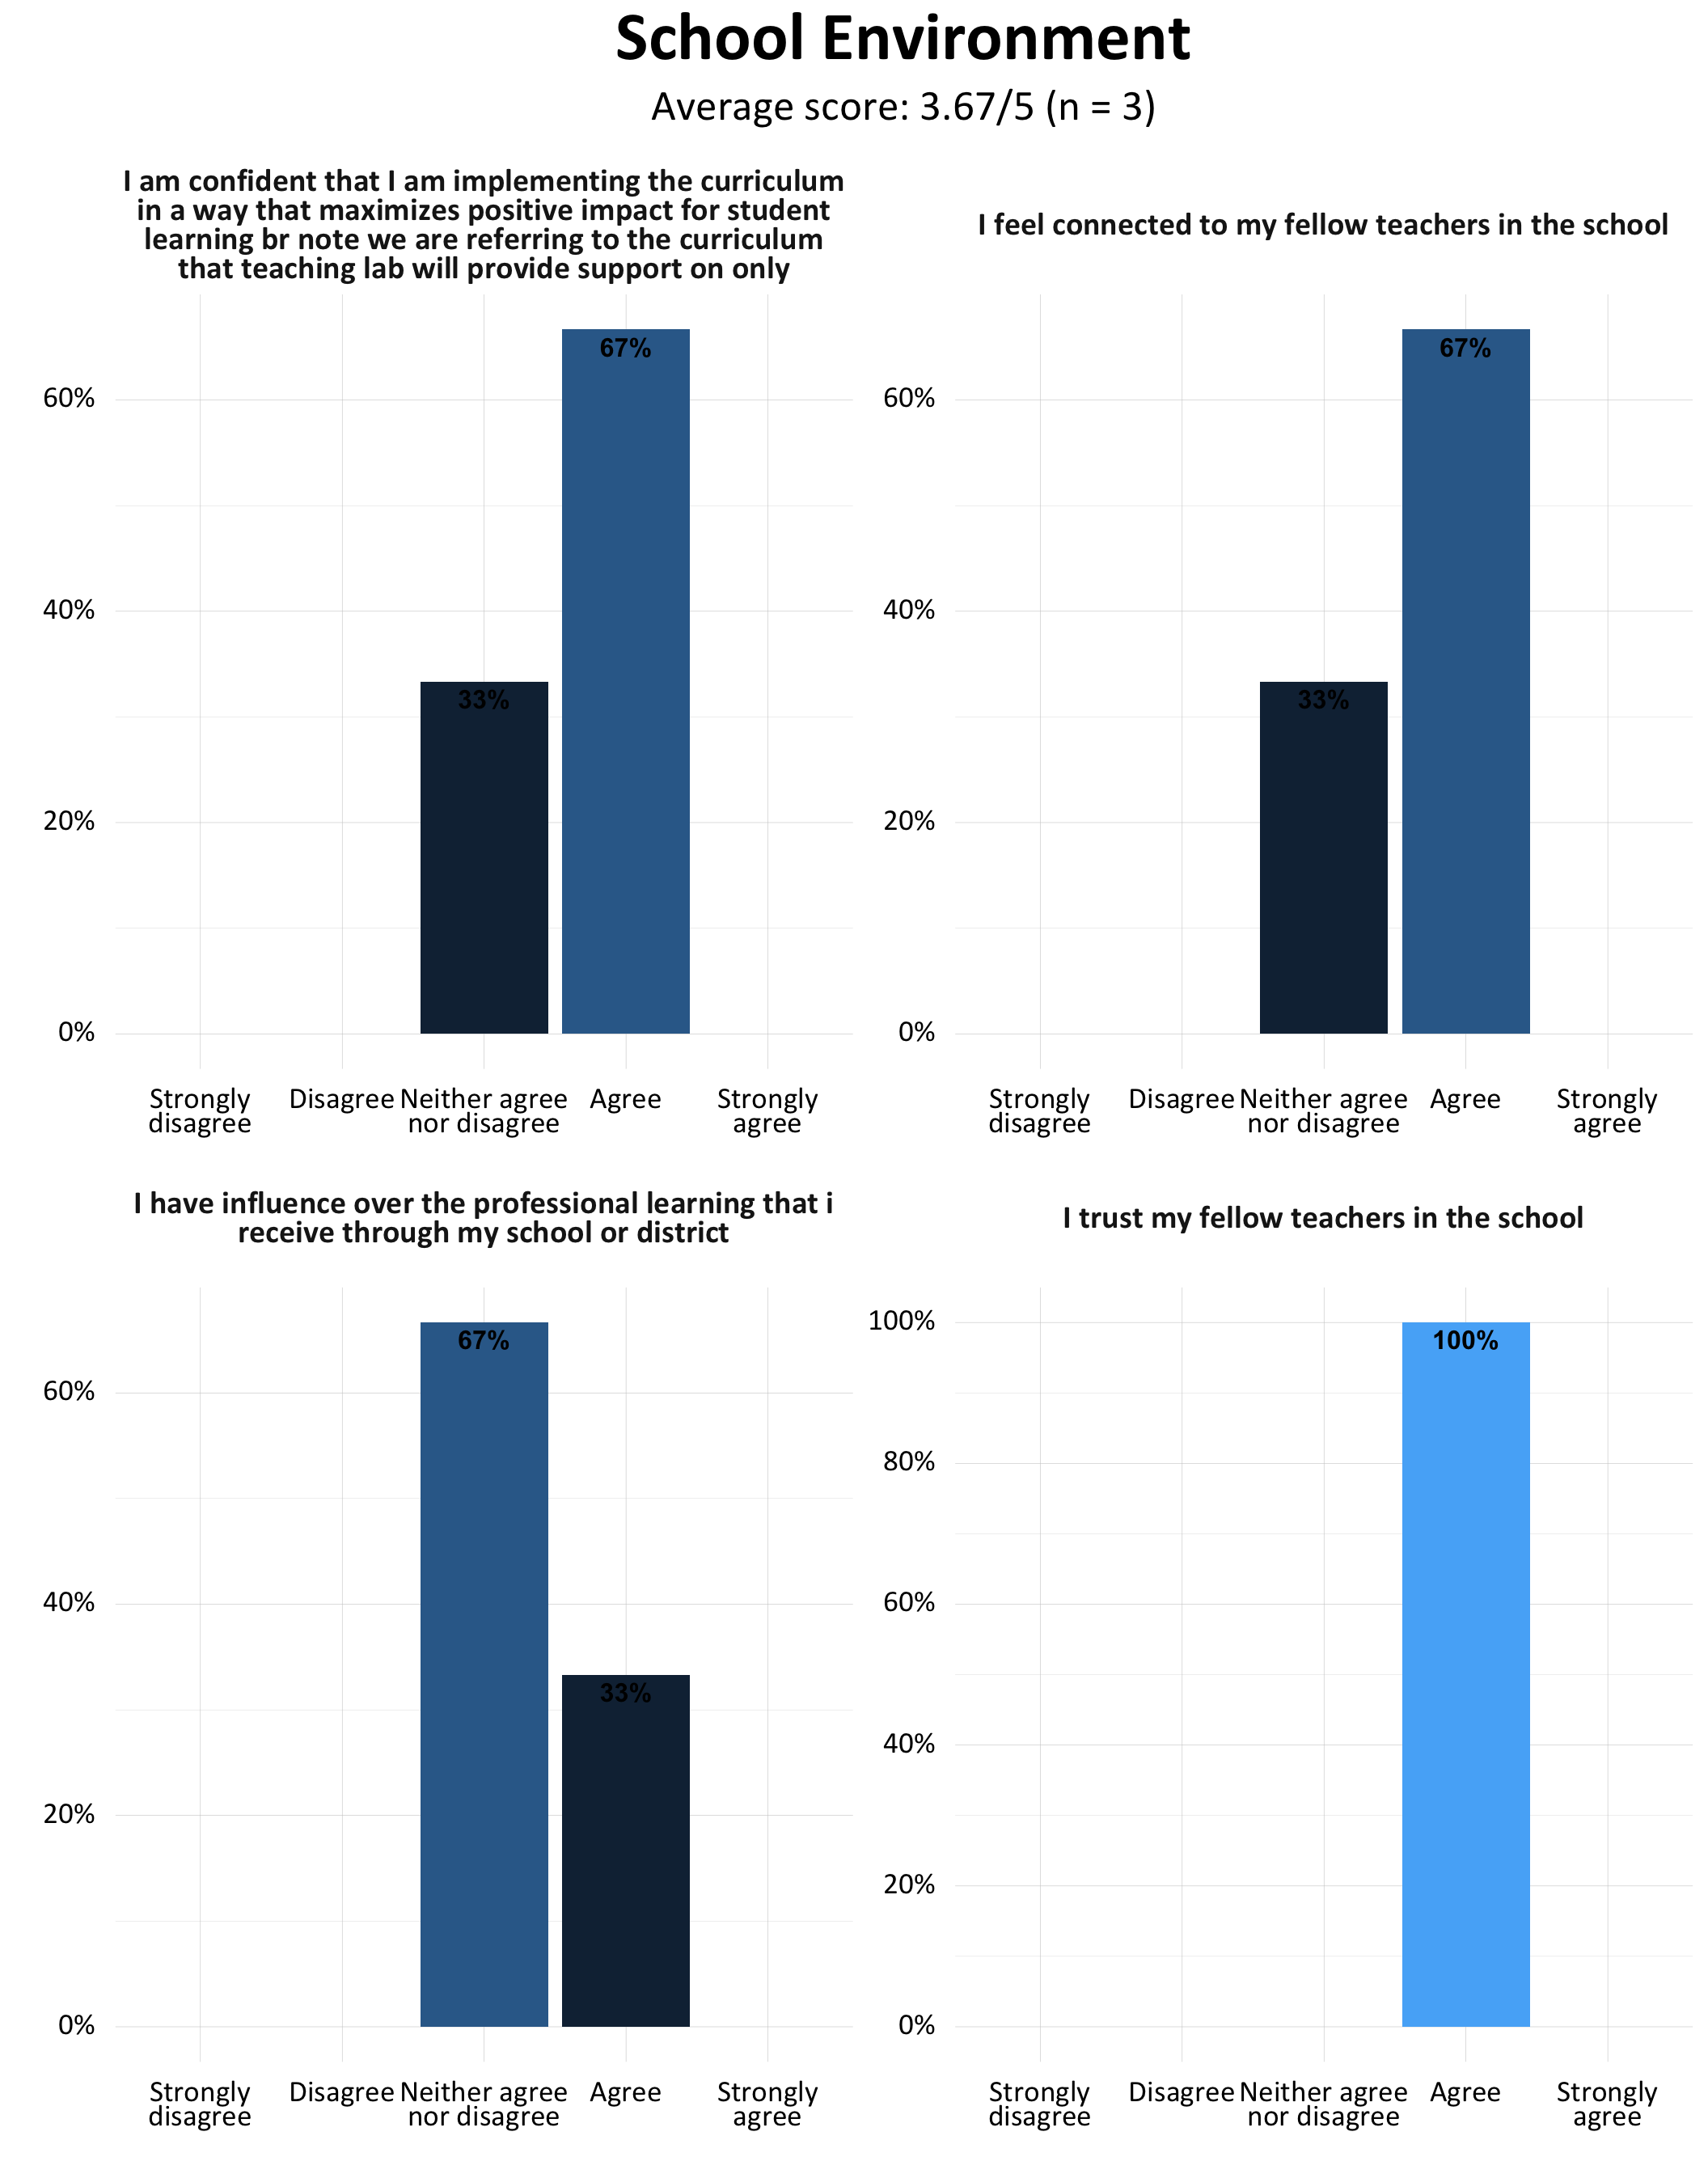 School Environment
Average score: 3.67/5 (n = 3)
I am confident that I am implementing the curriculum
in a way that maximizes positive impact for student
learning br note we are referring to the curriculum
that teaching lab will provide support on only
67%
60%
40%
33%
20%
0%
Strongly
disagree
Disagree
Neither agree
nor disagree
Agree
Strongly
agree
I feel connected to my fellow teachers in the school
67%
60%
40%
33%
20%
0%
Strongly
disagree
Disagree
Neither agree
nor disagree
Agree
Strongly
agree
I have influence over the professional learning that i
receive through my school or district
67%
60%
40%
33%
20%
0%
Strongly
disagree
Disagree
Neither agree
nor disagree
Agree
Strongly
agree
I trust my fellow teachers in the school
100%
100%
80%
60%
40%
20%
0%
Strongly
disagree
Disagree
Neither agree
nor disagree
Agree
Strongly
agree